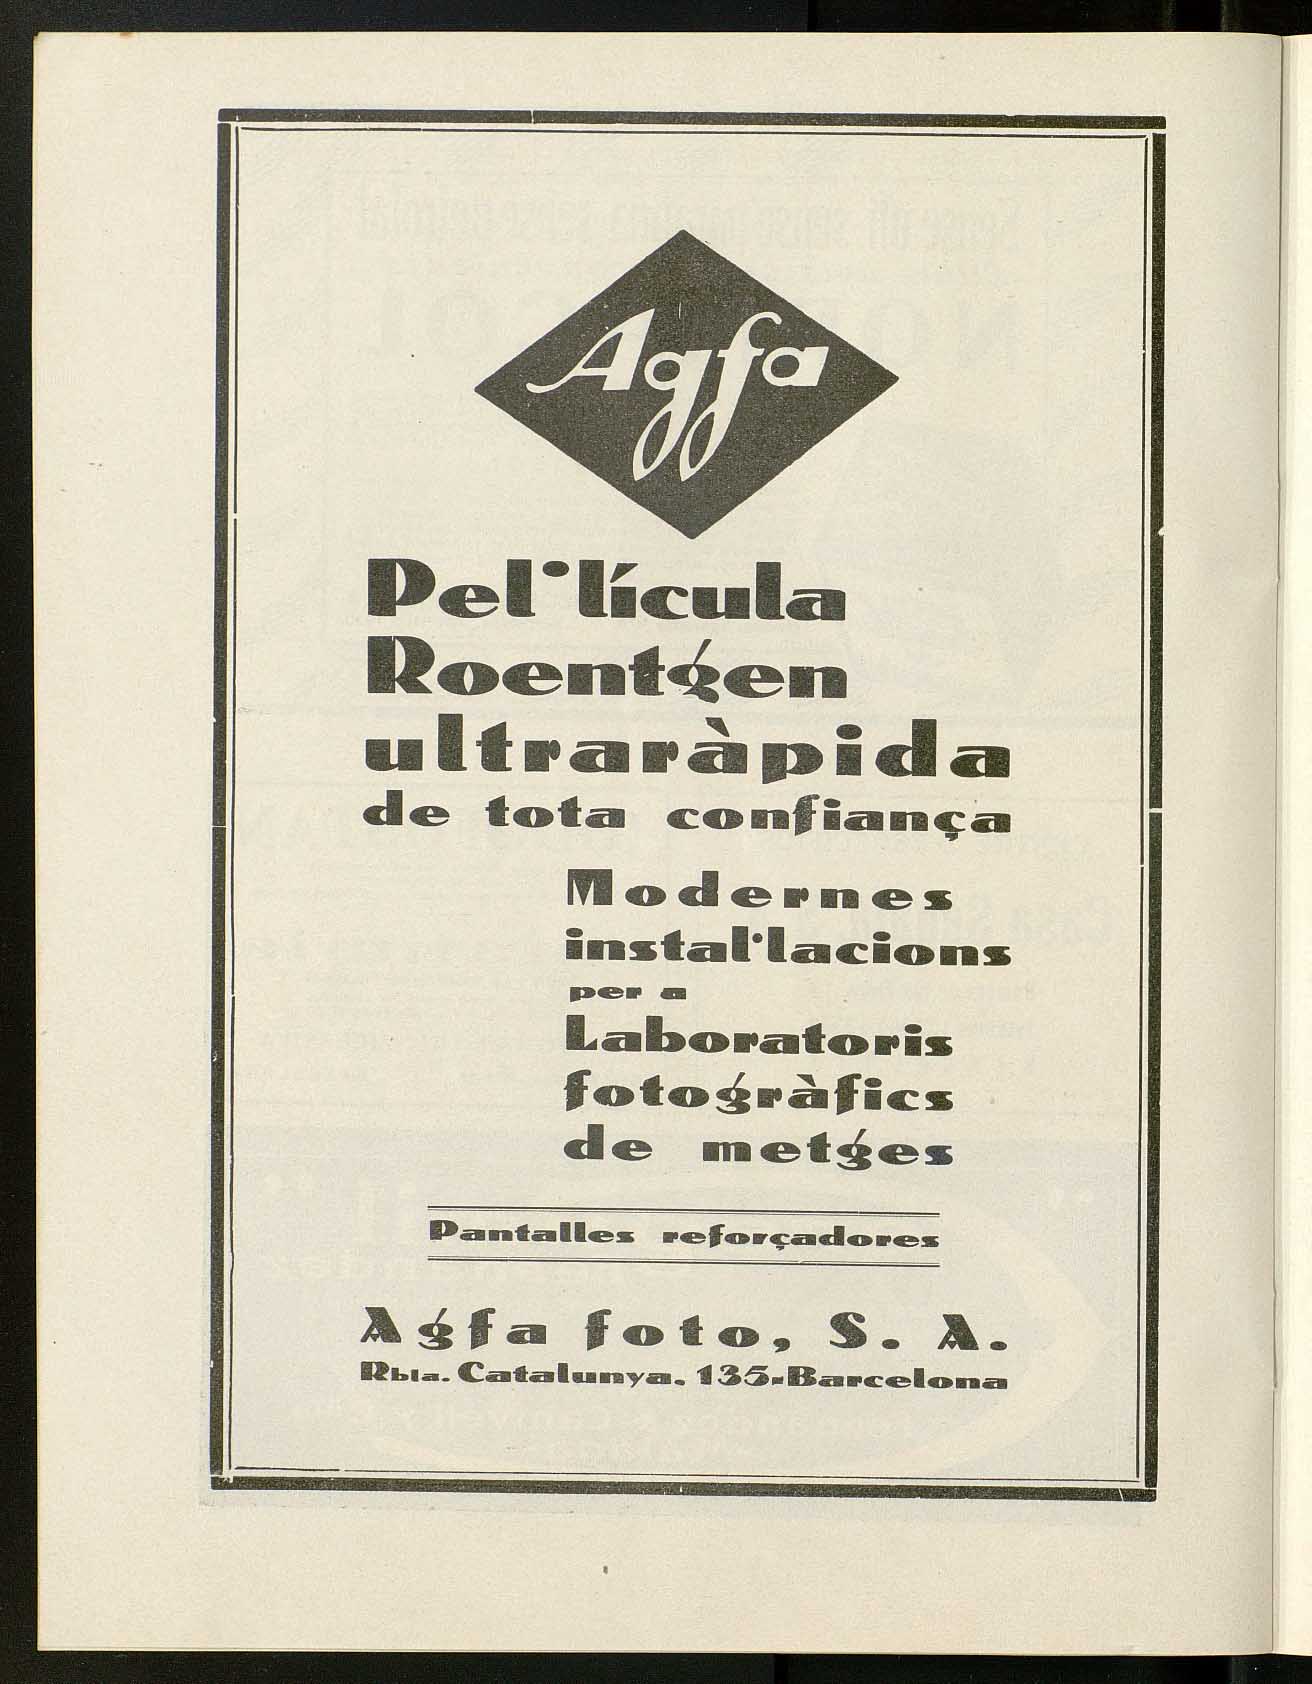 Agfa
Pel·lícula
Roentgen
ultraràpida
de tota confiança
Modernes
instal·lacions
per a
Laboratoris
fotogràfics
de metges
Pantalles reforçadores
Agfa foto, S. A.
Rbla. Catalunya, 135-Barcelona